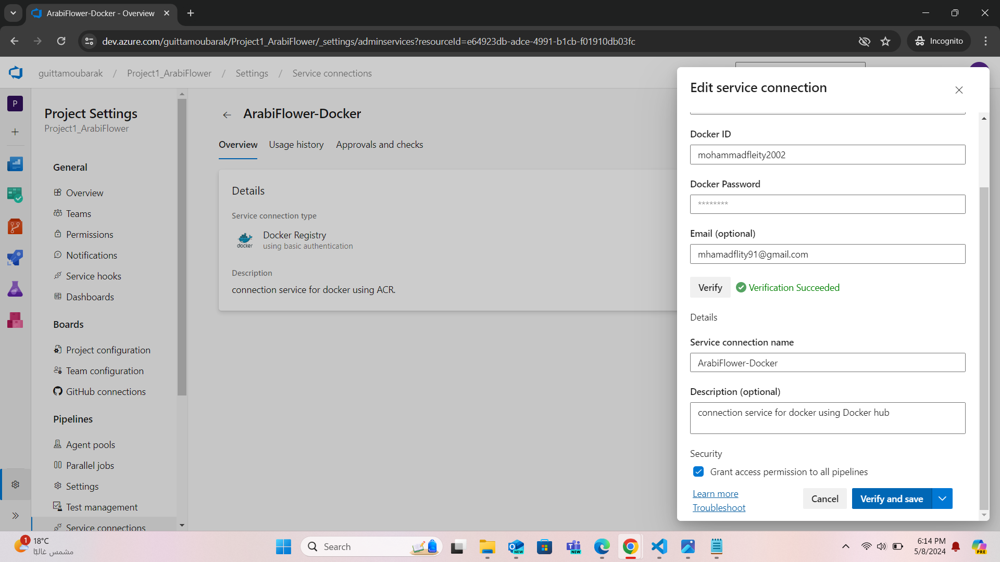 ArabiFlower-Docker - Overview
dev.azure.com/guittamoubarak/Project1_ArabiFlower/_settings/adminservices?resourceId=e64923db-adce-4991-b1cb-f01910db03fc
Incognito
guittamoubarak / Project1_ArabiFlower / Settings / Service connections
P
Project Settings
Project1_ArabiFlower
General
Overview
Teams
Permissions
Notifications
Service hooks
Dashboards
Boards
Project configuration
Team configuration
GitHub connections
Pipelines
Agent pools
Parallel jobs
Settings
Test management
Service connections
ArabiFlower-Docker
Overview
Usage history
Approvals and checks
Details
Service connection type
docker
Docker Registry
using basic authentication
Description
connection service for docker using ACR.
Edit service connection
Docker ID
mohammadfleity2002
Docker Password
********
Email (optional)
mhamadflity91@gmail.com
Verify
Verification Succeeded
Details
Service connection name
ArabiFlower-Docker
Description (optional)
connection service for docker using Docker hub
Security
Grant access permission to all pipelines
Learn more
Troubleshoot
Cancel
Verify and save
1
18°C
مشمس غالبًا
Search
NEW
NEW
6:14 PM
5/8/2024
PRE